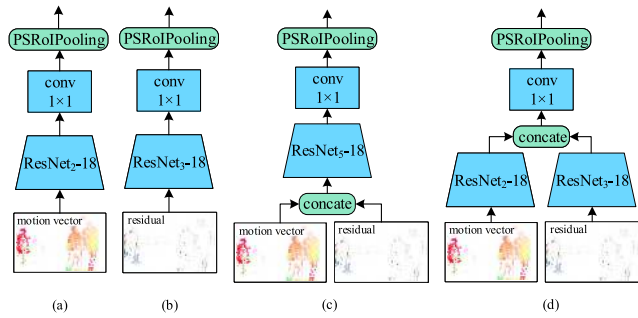 PSRoIPooling
conv
1×1
ResNet2-18
motion vector
(a)
PSRoIPooling
conv
1×1
ResNet3-18
residual
(b)
PSRoIPooling
conv
1×1
ResNet5-18
concate
motion vector
residual
(c)
PSRoIPooling
conv
1×1
concate
ResNet2-18
ResNet3-18
motion vector
residual
(d)